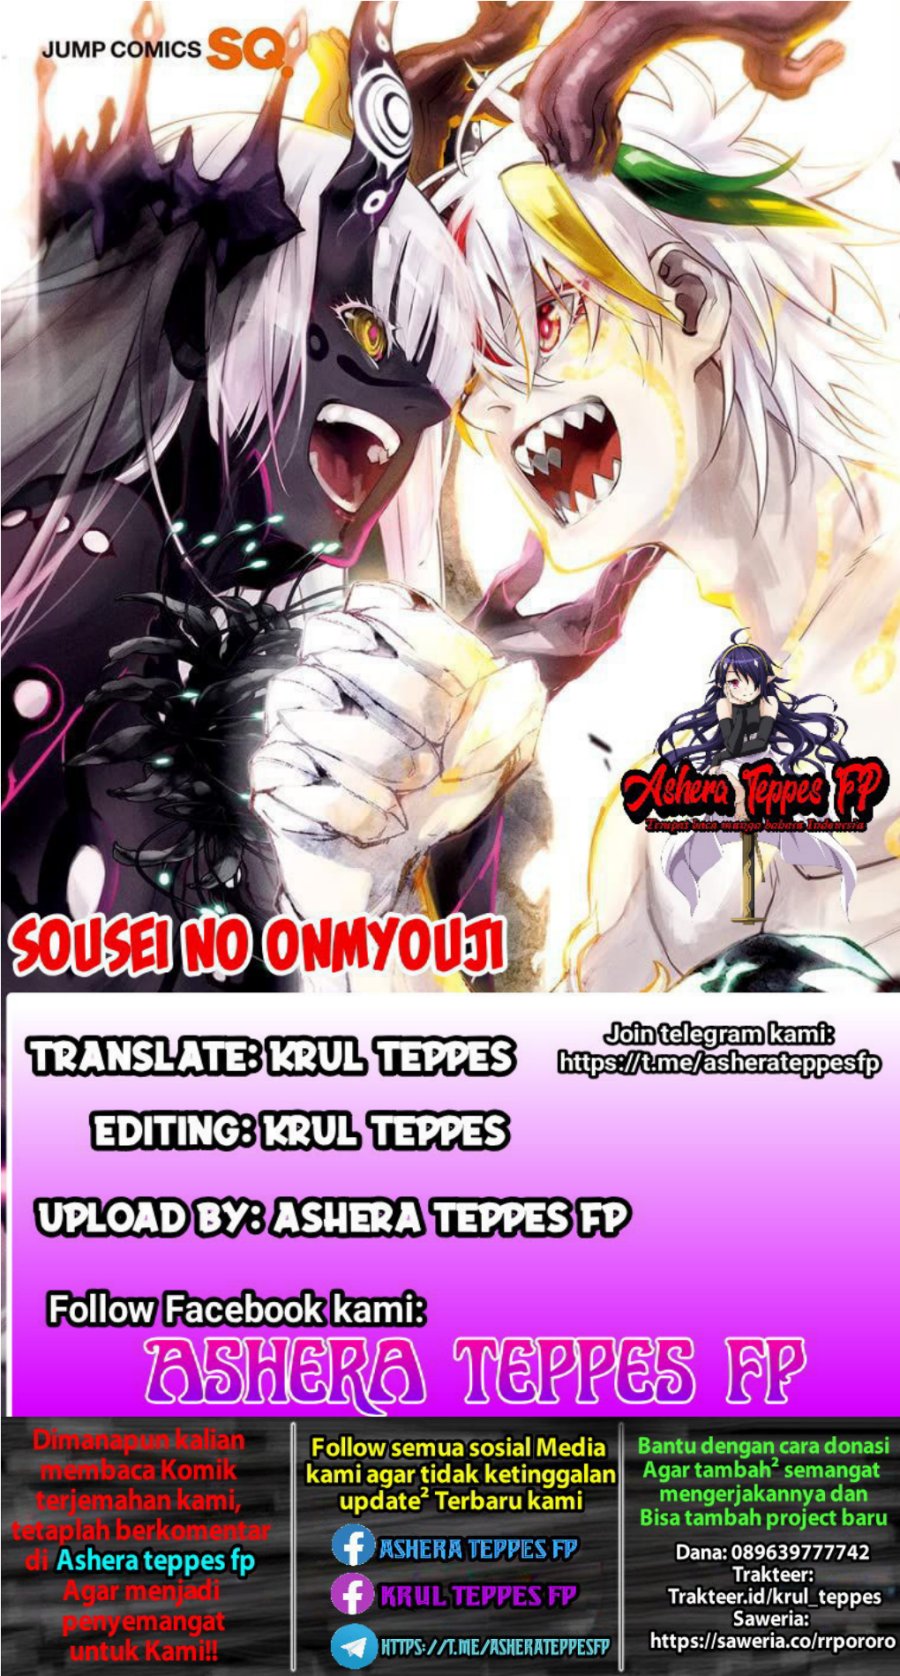 JUMP COMICS SQ.
Ashera Teppes FP
Tempat baca manga bahasa Indonesia
SOUSEI NO ONMYOUJI
TRANSLATE: KRUL TEPPES
Join telegram kami:
https://t.me/asherateppesfp
EDITING: KRUL TEPPES
UPLOAD BY: ASHERA TEPPES FP
Follow Facebook kami:
ASHERA TEPPES FP
Dimanapun kalian
membaca Komik
terjemahan kami,
tetaplah berkomentar
di Ashera teppes fp
Agar menjadi
penyemangat
untuk Kami!!
Follow semua sosial Media
kami agar tidak ketinggalan
update² Terbaru kami
ASHERA TEPPES FP
KRUL TEPPES FP
HTTPS://T.ME/ASHERATEPPESFP
Bantu dengan cara donasi
Agar tambah² semangat
mengerjakannya dan
Bisa tambah project baru
Dana: 089639777742
Trakteer:
Trakteer.id/krul_teppes
Saweria:
https://saweria.co/rrpororo